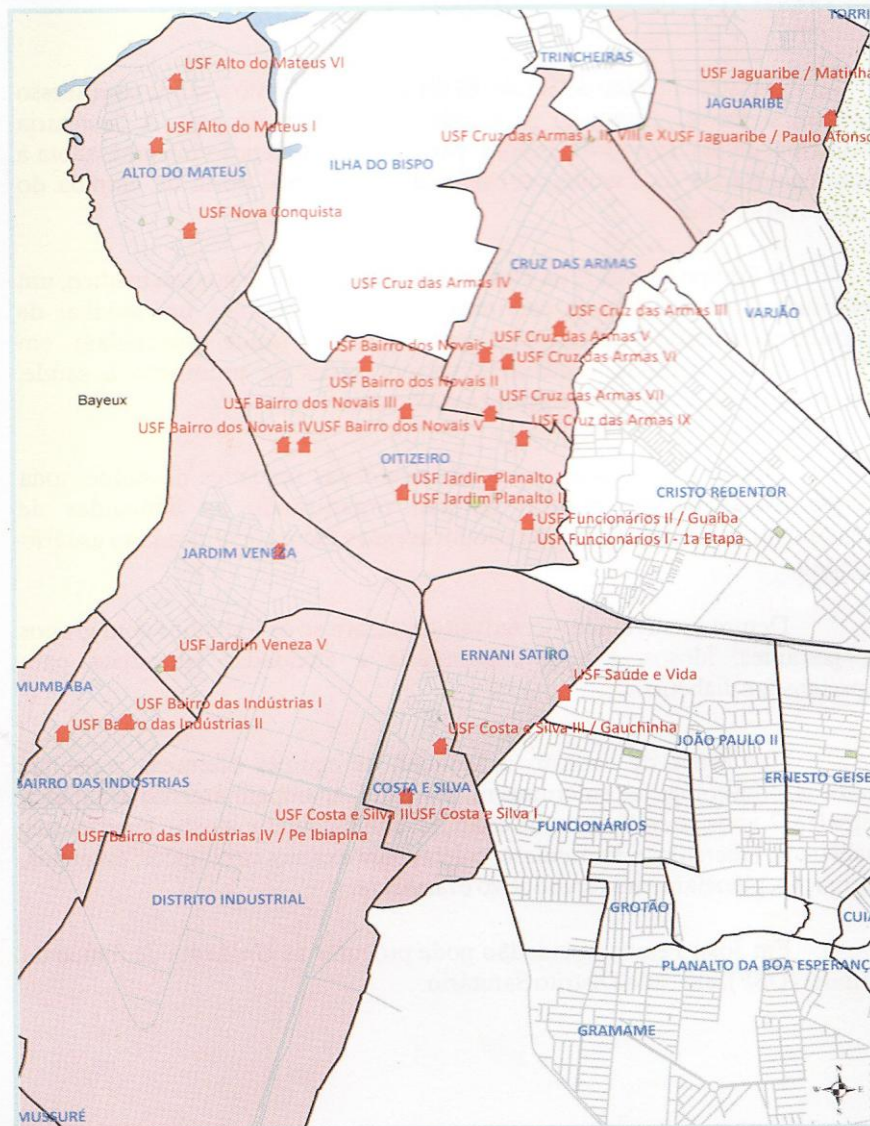 TORRI
USF Alto do Mateus VI
TRINCHEIRAS
USF Jaguaribe / Matinha
JAGUARIBE
USF Alto do Mateus I
USF Cruz das Armas I, II, VIII e X
USF Jaguaribe / Paulo Afonso
ALTO DO MATEUS
ILHA DO BISPO
USF Nova Conquista
CRUZ DAS ARMAS
USF Cruz das Armas IV
USF Cruz das Armas III
VARJÃO
USF Bairro dos Novais I
USF Cruz das Armas V
USF Cruz das Armas VI
USF Bairro dos Novais II
Bayeux
USF Bairro dos Novais III
USF Cruz das Armas VII
USF Bairro dos Novais IV
USF Bairro dos Novais V
USF Cruz das Armas IX
OITIZEIRO
USF Jardim Planalto I
USF Jardim Planalto II
CRISTO REDENTOR
USF Funcionários II / Guaíba
USF Funcionários I - 1a Etapa
JARDIM VENEZA
USF Jardim Veneza V
ERNANI SATIRO
USF Saúde e Vida
MUMBABA
USF Bairro das Indústrias I
USF Bairro das Indústrias II
USF Costa e Silva III / Gauchinha
JOÃO PAULO II
BAIRRO DAS INDUSTRIAS
COSTA E SILVA
ERNESTO GEISE
USF Costa e Silva II
USF Costa e Silva I
FUNCIONÁRIOS
USF Bairro das Indústrias IV / Pe Ibiapina
DISTRITO INDUSTRIAL
GROTÃO
CUIÁ
PLANALTO DA BOA ESPERANÇ
GRAMAME
W E
MUSSURÉ